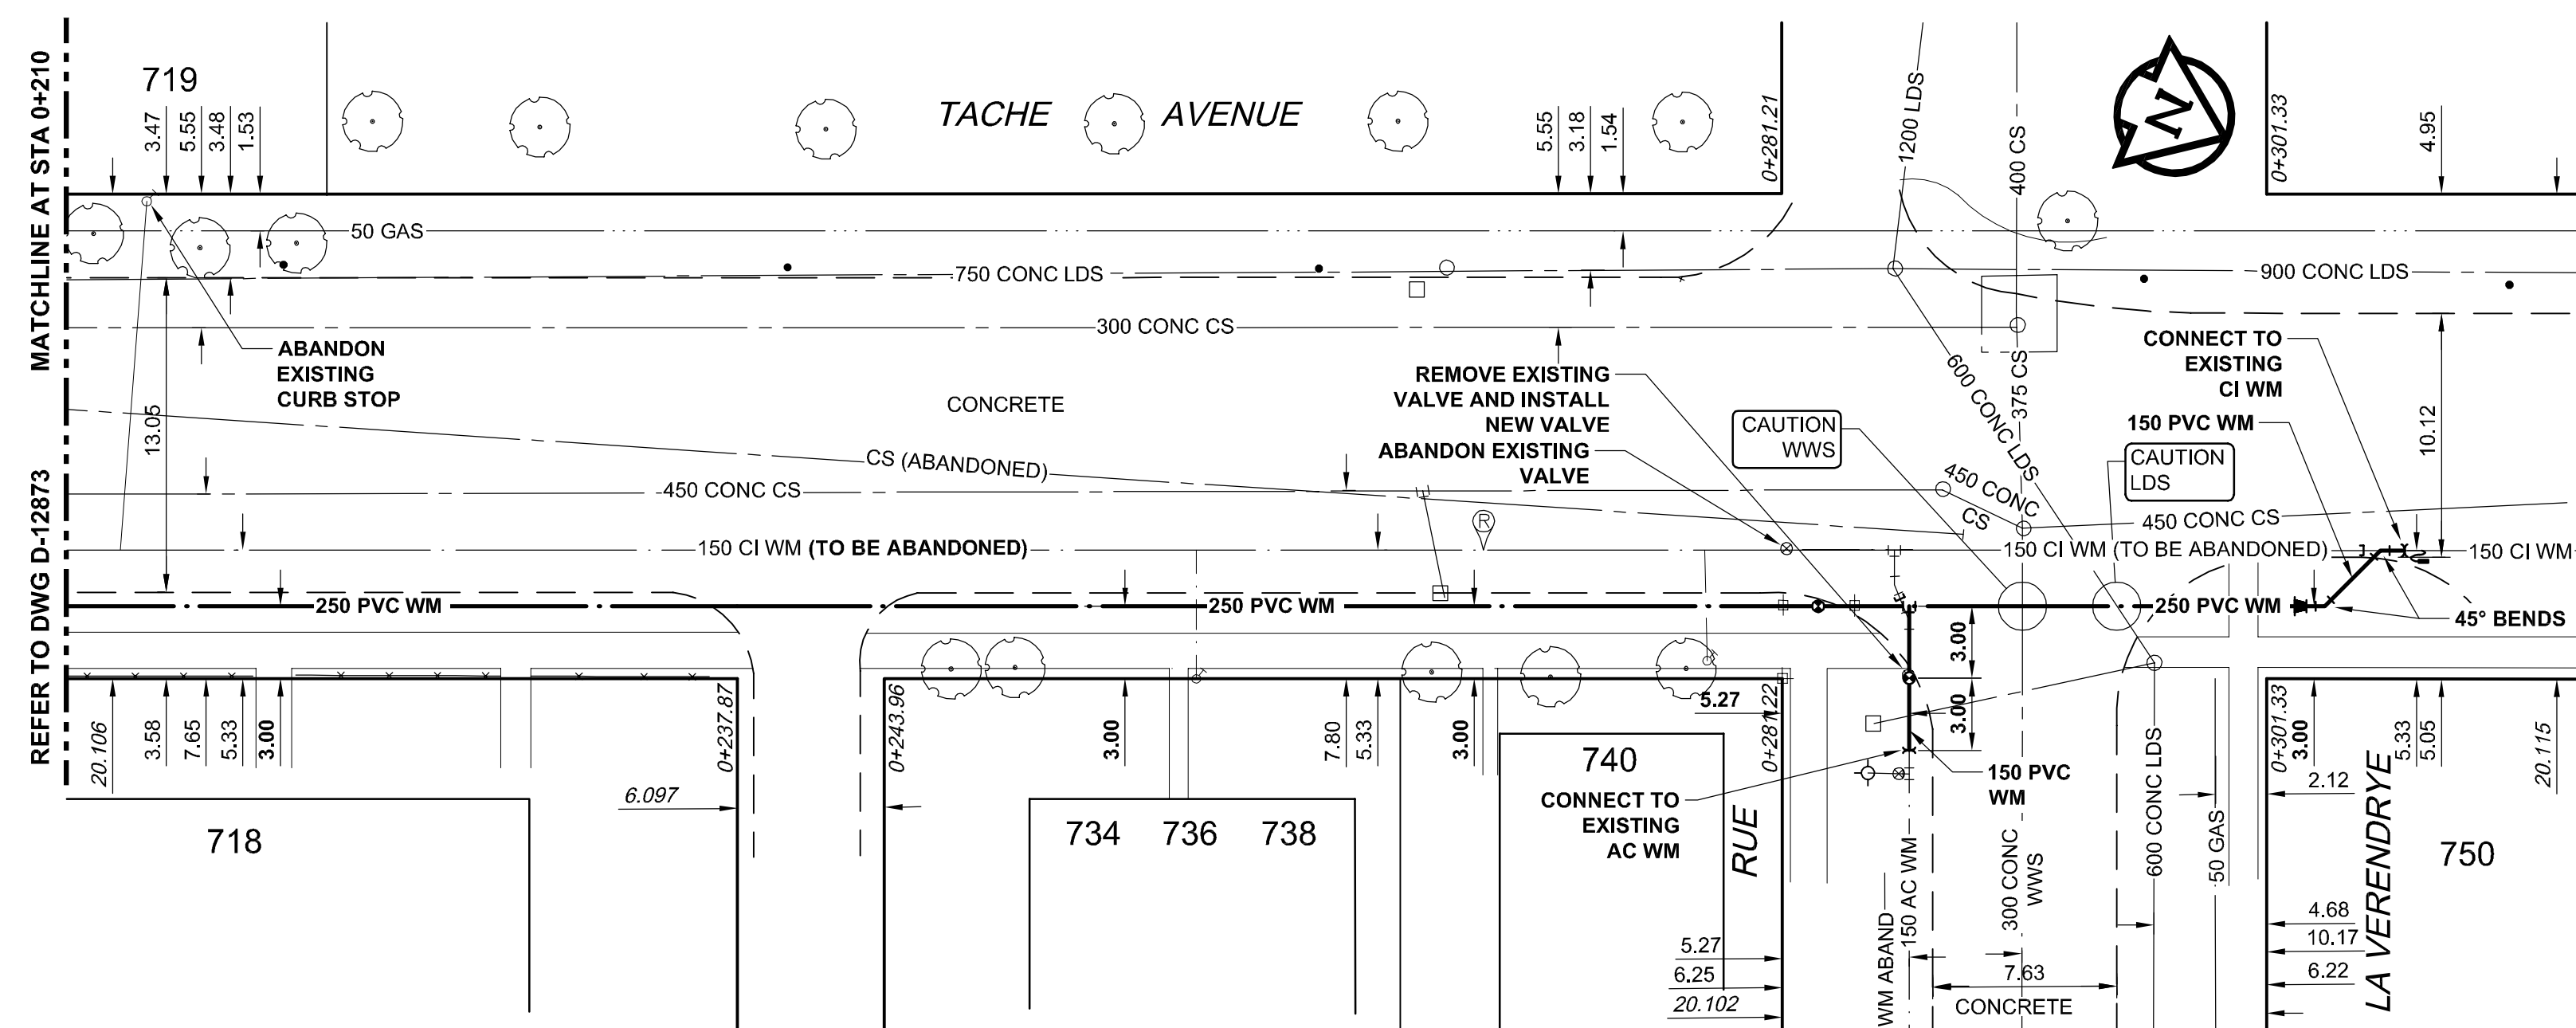 MATCHLINE AT STA 0+210
REFER TO DWG D-12873
719
3.47
5.55
3.48
1.53
TACHE AVENUE
5.55
3.18
1.54
0+281.21
1200 LDS
400 CS
N
0+301.33
4.95
50 GAS
750 CONC LDS
900 CONC LDS
300 CONC CS
ABANDON
EXISTING
CURB STOP
13.05
CONCRETE
REMOVE EXISTING
VALVE AND INSTALL
NEW VALVE
ABANDON EXISTING
VALVE
CAUTION
WWS
600 CONC LDS
375 CS
CONNECT TO
EXISTING
CI WM
150 PVC WM
CAUTION
LDS
10.12
CS (ABANDONED)
450 CONC CS
450 CONC
CS
450 CONC CS
R
150 CI WM (TO BE ABANDONED)
150 CI WM (TO BE ABANDONED)
150 CI WM
250 PVC WM
250 PVC WM
250 PVC WM
45° BENDS
3.00
3.00
20.106
3.58
7.65
5.33
3.00
0+237.87
0+243.96
3.00
7.80
5.33
3.00
5.27
0+281.22
0+301.33
3.00
5.33
5.05
20.115
6.097
718
734
736
738
740
CONNECT TO
EXISTING
AC WM
150 PVC
WM
RUE
LA VERENDRYE
2.12
750
WM ABAND
150 AC WM
300 CONC
WWS
600 CONC LDS
50 GAS
4.68
10.17
6.22
5.27
6.25
20.102
7.63
CONCRETE